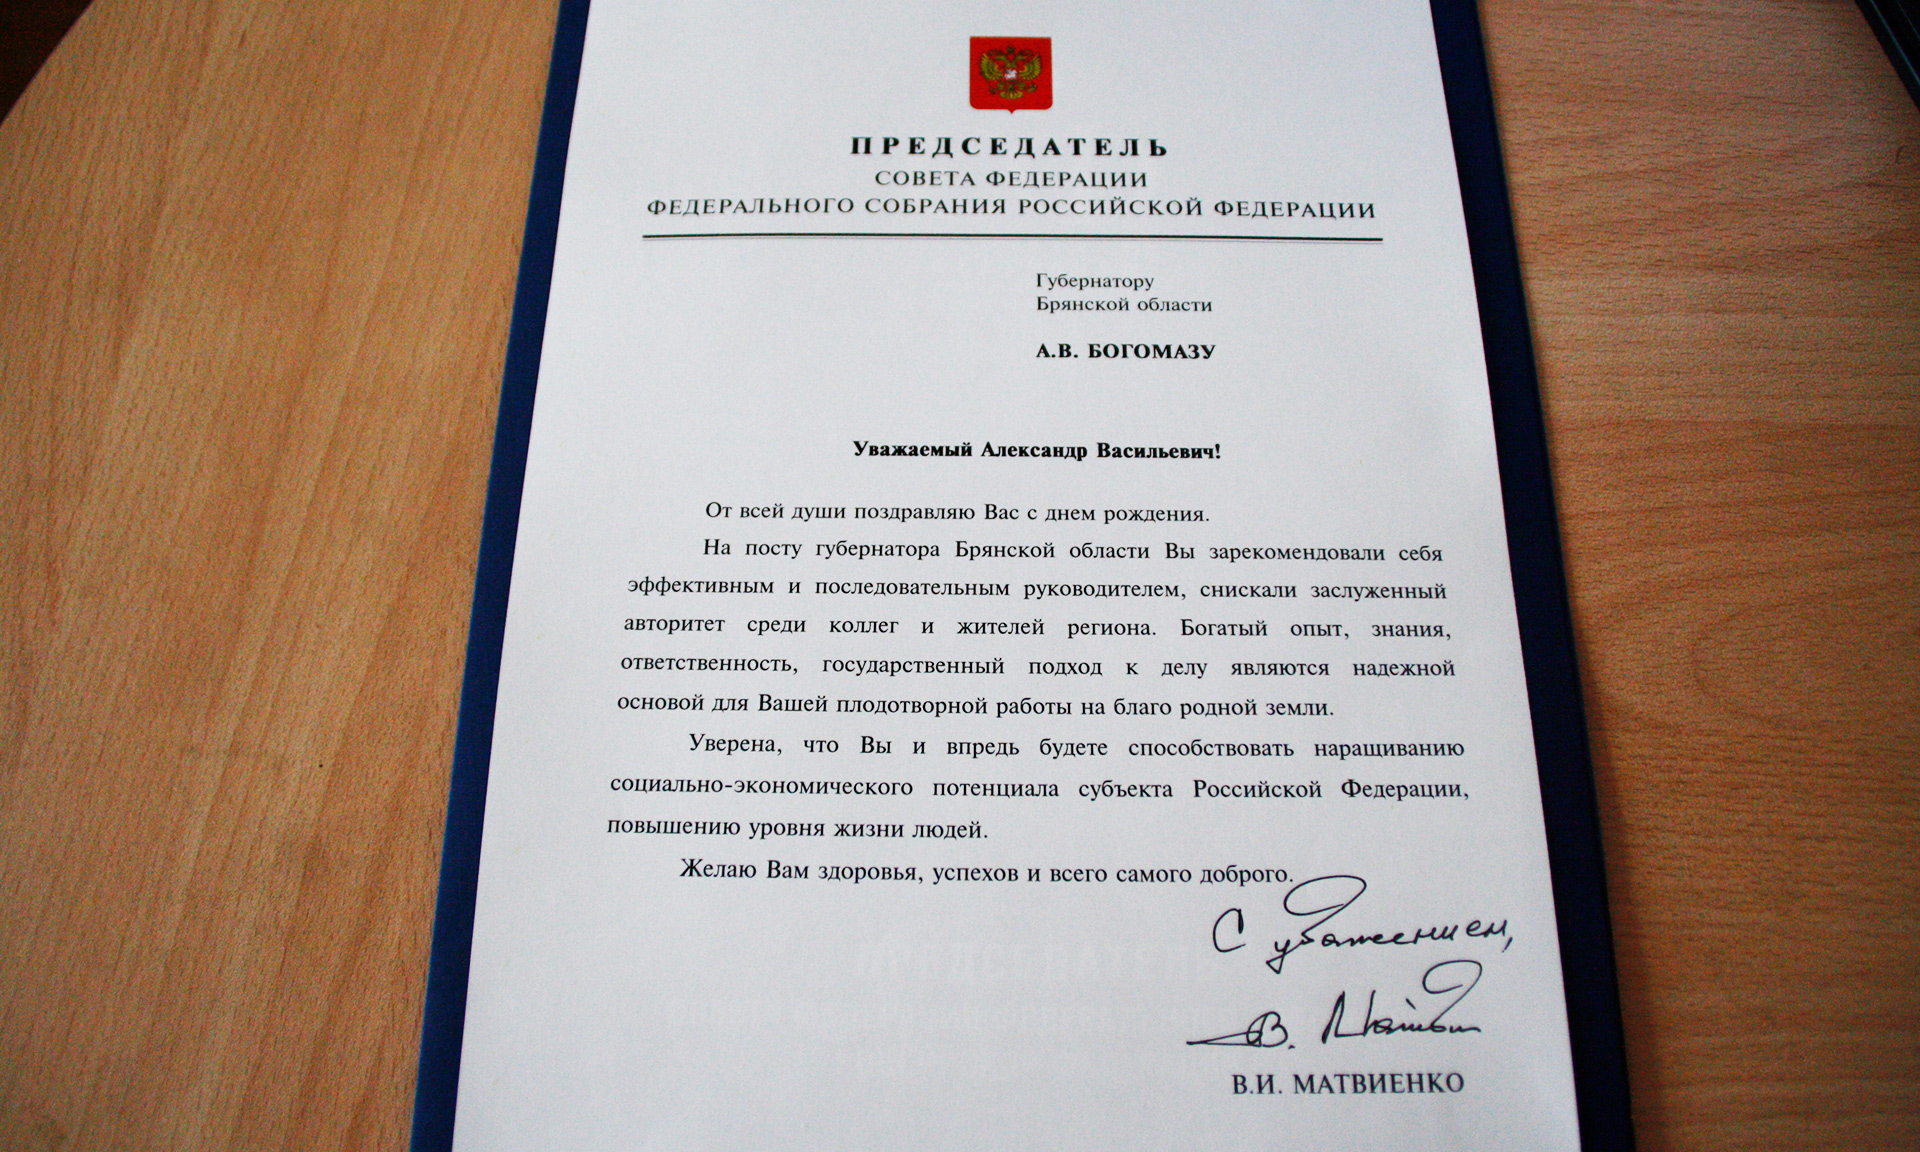 ПРЕДСЕДАТЕЛЬ
СОВЕТА ФЕДЕРАЦИИ
ФЕДЕРАЛЬНОГО СОБРАНИЯ РОССИЙСКОЙ ФЕДЕРАЦИИ
Губернатору
Брянской области
А.В. БОГОМАЗУ
Уважаемый Александр Васильевич!
От всей души поздравляю Вас с днем рождения.
На посту губернатора Брянской области Вы зарекомендовали себя
эффективным и последовательным руководителем, снискали заслуженный
авторитет среди коллег и жителей региона. Богатый опыт, знания,
ответственность, государственный подход к делу являются надежной
основой для Вашей плодотворной работы на благо родной земли.
Уверена, что Вы и впредь будете способствовать наращиванию
социально-экономического потенциала субъекта Российской Федерации,
повышению уровня жизни людей.
Желаю Вам здоровья, успехов и всего самого доброго.
С уважением,
В.И. МАТВИЕНКО